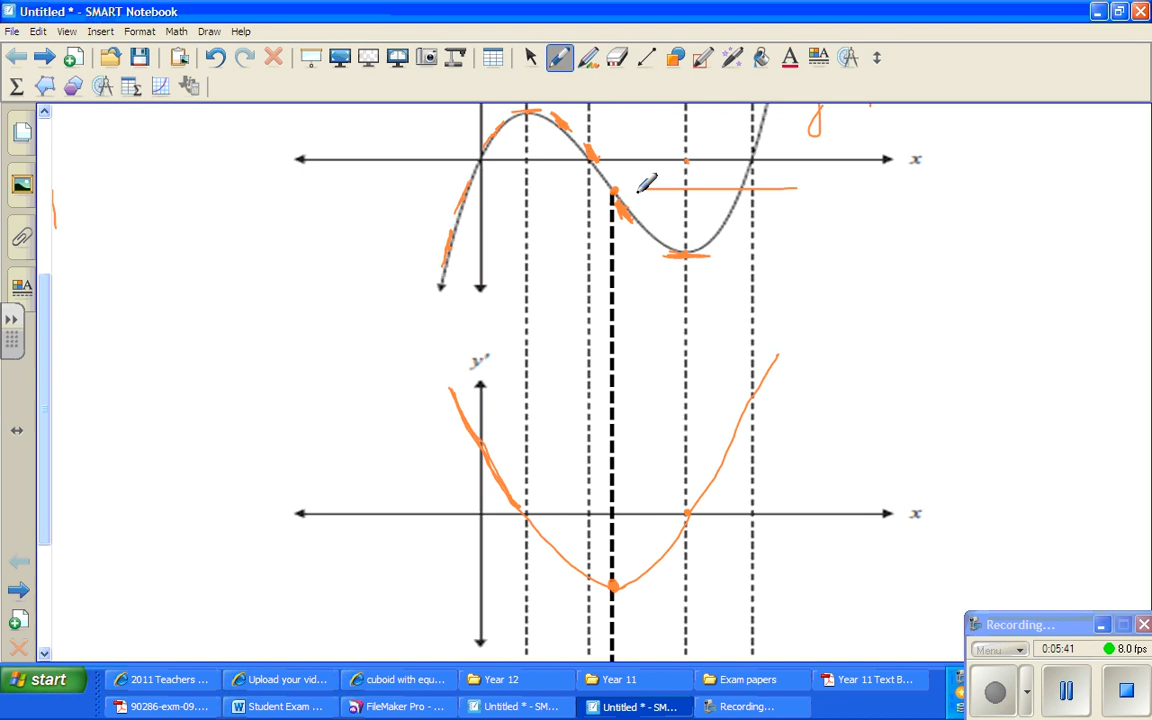 Untitled * - SMART Notebook
File Edit View Insert Format Math Draw Help
x
y'
x
Recording...
Menu 0:05:41 8.0 fps
start 2011 Teachers ... Upload your vid... cuboid with equ... Year 12 Year 11 Exam papers Year 11 Text B...
90286-exm-09.... Student Exam ... FileMaker Pro - ... Untitled * - SM... Untitled * - SM... Recording...